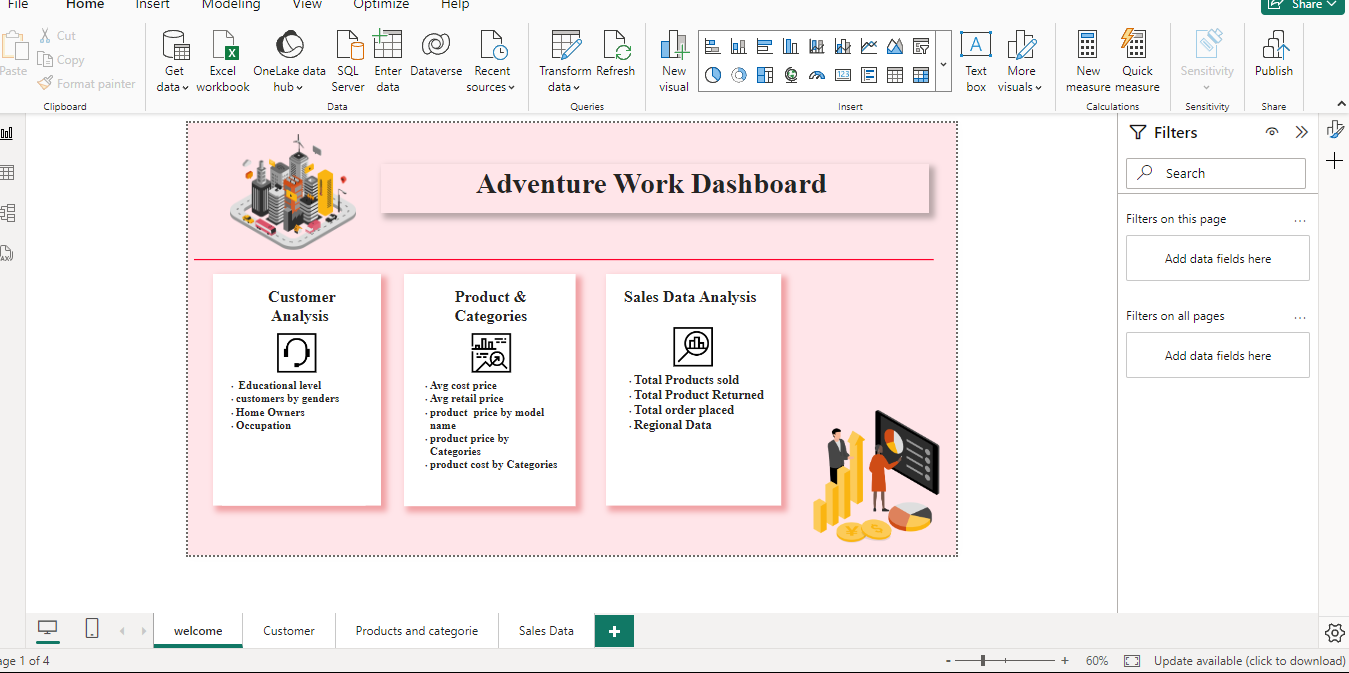 File Home Insert Modeling View Optimize Help Share
Paste
Cut
Copy
Format painter
Clipboard
Get data
Excel workbook
OneLake data hub
SQL Server
Enter data
Dataverse
Recent sources
Data
Transform data
Refresh
Queries
New visual
Text box
More visuals
Insert
New measure
Quick measure
Calculations
Sensitivity
Sensitivity
Publish
Share
Adventure Work Dashboard
Customer
Analysis
· Educational level
· customers by genders
· Home Owners
· Occupation
Product &
Categories
· Avg cost price
· Avg retail price
· product price by model
name
· product price by
Categories
· product cost by Categories
Sales Data Analysis
· Total Products sold
· Total Product Returned
· Total order placed
· Regional Data
Filters
Search
Filters on this page ...
Add data fields here
Filters on all pages ...
Add data fields here
welcome Customer Products and categorie Sales Data +
age 1 of 4
- + 60% Update available (click to download)